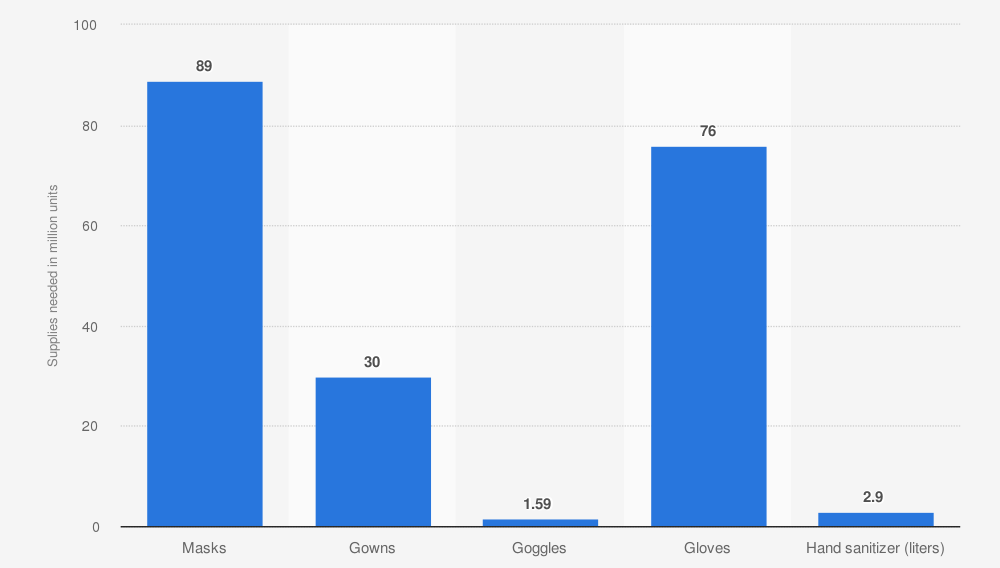 Supplies needed in million units
100
80
60
40
20
0
89
30
1.59
76
2.9
Masks
Gowns
Goggles
Gloves
Hand sanitizer (liters)